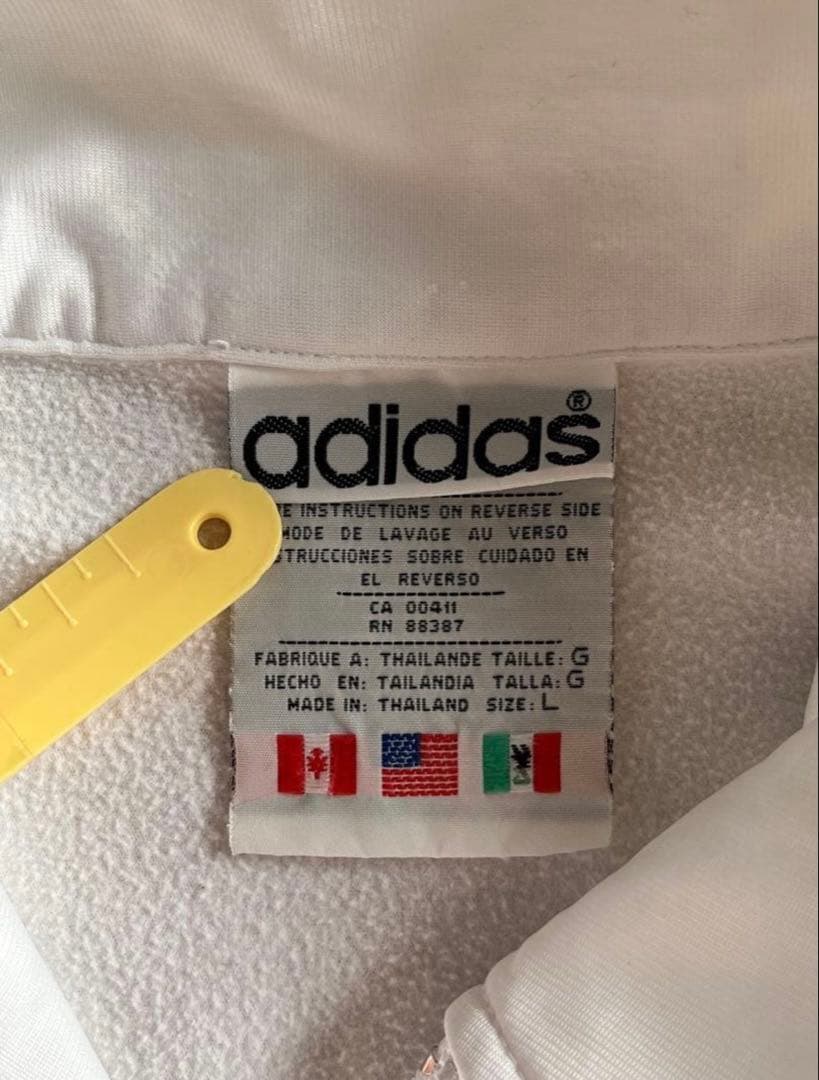 adidas®
INSTRUCTIONS ON REVERSE SIDE
MODE DE LAVAGE AU VERSO
SOBRE CUIDADO EN
EL REVERSO
CA 00411
RN 88387
FABRIQUE A: THAILANDE TAILLE: G
HECHO EN: TAILANDIA TALLA: G
MADE IN: THAILAND SIZE: L